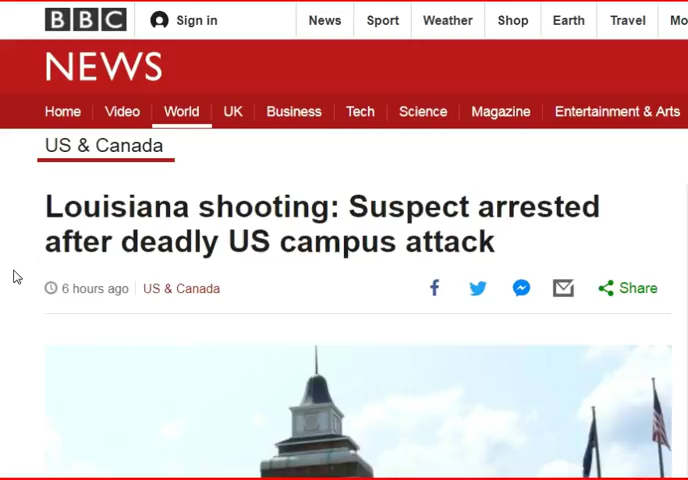 BBC Sign in News Sport Weather Shop Earth Travel Mo
NEWS
Home Video World UK Business Tech Science Magazine Entertainment & Arts
US & Canada
Louisiana shooting: Suspect arrested
after deadly US campus attack
6 hours ago US & Canada Share